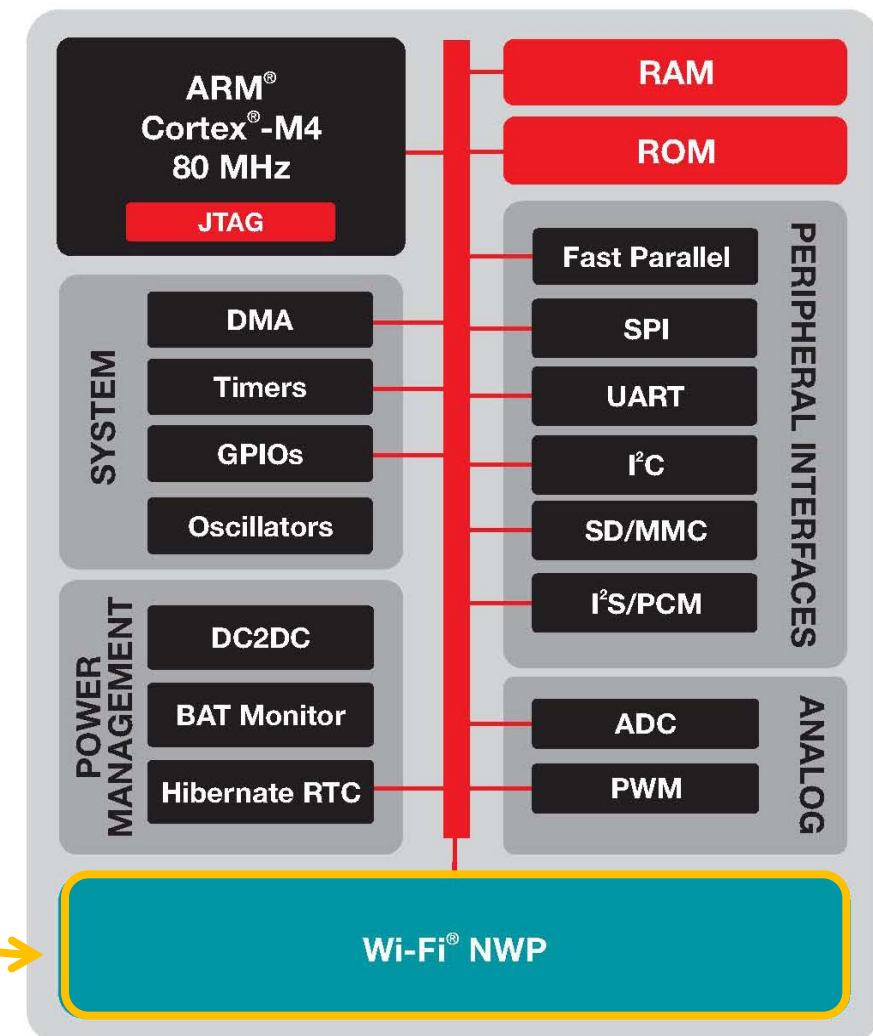 ARM®
Cortex®-M4
80 MHz
JTAG
RAM
ROM
SYSTEM
DMA
Timers
GPIOs
Oscillators
PERIPHERAL INTERFACES
Fast Parallel
SPI
UART
I²C
SD/MMC
I²S/PCM
POWER
MANAGEMENT
DC2DC
BAT Monitor
Hibernate RTC
ANALOG
ADC
PWM
Wi-Fi® NWP